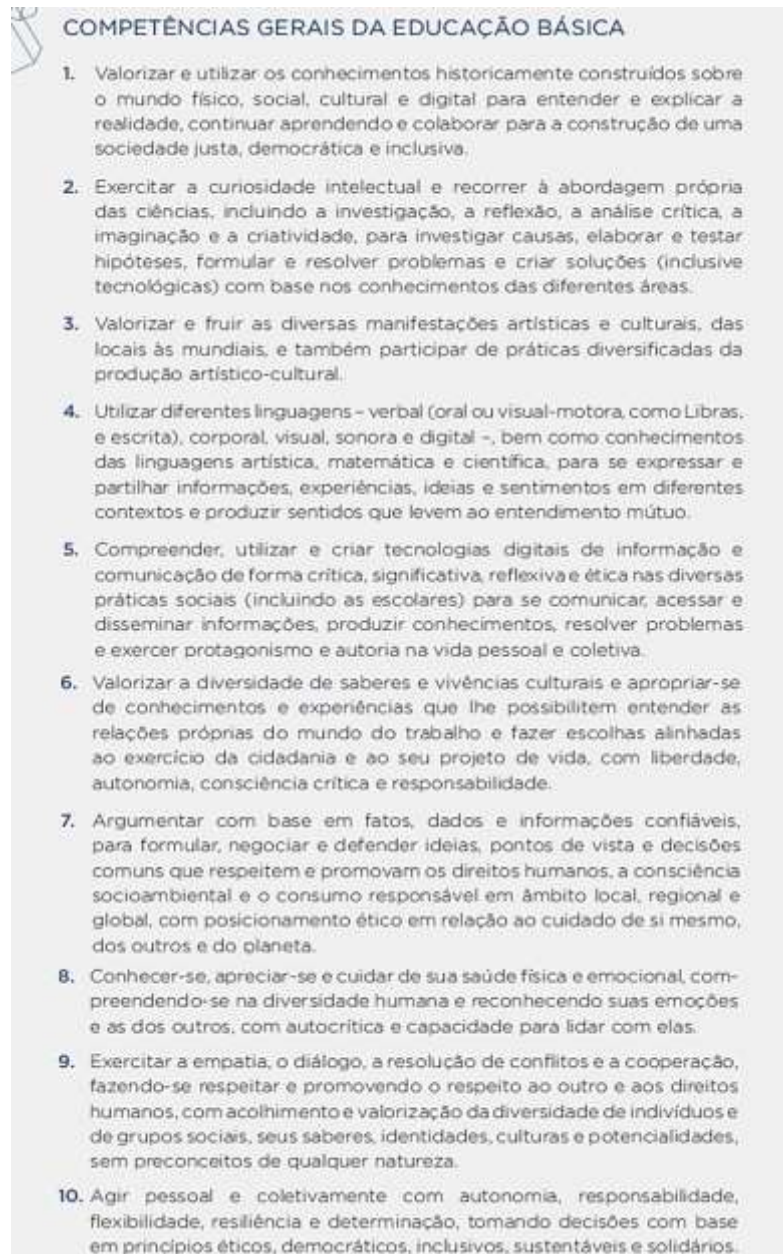 COMPETÊNCIAS GERAIS DA EDUCAÇÃO BÁSICA
1. Valorizar e utilizar os conhecimentos historicamente construídos sobre
o mundo físico, social, cultural e digital para entender e explicar a
realidade, continuar aprendendo e colaborar para a construção de uma
sociedade justa, democrática e inclusiva.
2. Exercitar a curiosidade intelectual e recorrer à abordagem própria
das ciências, incluindo a investigação, a reflexão, a análise crítica, a
imaginação e a criatividade, para investigar causas, elaborar e testar
hipóteses, formular e resolver problemas e criar soluções (inclusive
tecnológicas) com base nos conhecimentos das diferentes áreas.
3. Valorizar e fruir as diversas manifestações artísticas e culturais, das
locais às mundiais, e também participar de práticas diversificadas da
produção artístico-cultural.
4. Utilizar diferentes linguagens – verbal (oral ou visual-motora, como Libras,
e escrita), corporal, visual, sonora e digital –, bem como conhecimentos
das linguagens artística, matemática e científica, para se expressar e
partilhar informações, experiências, ideias e sentimentos em diferentes
contextos e produzir sentidos que levem ao entendimento mútuo.
5. Compreender, utilizar e criar tecnologias digitais de informação e
comunicação de forma crítica, significativa, reflexiva e ética nas diversas
práticas sociais (incluindo as escolares) para se comunicar, acessar e
disseminar informações, produzir conhecimentos, resolver problemas
e exercer protagonismo e autoria na vida pessoal e coletiva.
6. Valorizar a diversidade de saberes e vivências culturais e apropriar-se
de conhecimentos e experiências que lhe possibilitem entender as
relações próprias do mundo do trabalho e fazer escolhas alinhadas
ao exercício da cidadania e ao seu projeto de vida, com liberdade,
autonomia, consciência crítica e responsabilidade.
7. Argumentar com base em fatos, dados e informações confiáveis,
para formular, negociar e defender ideias, pontos de vista e decisões
comuns que respeitem e promovam os direitos humanos, a consciência
socioambiental e o consumo responsável em âmbito local, regional e
global, com posicionamento ético em relação ao cuidado de si mesmo,
dos outros e do planeta.
8. Conhecer-se, apreciar-se e cuidar de sua saúde física e emocional, com-
preendendo-se na diversidade humana e reconhecendo suas emoções
e as dos outros, com autocrítica e capacidade para lidar com elas.
9. Exercitar a empatia, o diálogo, a resolução de conflitos e a cooperação,
fazendo-se respeitar e promovendo o respeito ao outro e aos direitos
humanos, com acolhimento e valorização da diversidade de indivíduos e
de grupos sociais, seus saberes, identidades, culturas e potencialidades,
sem preconceitos de qualquer natureza.
10. Agir pessoal e coletivamente com autonomia, responsabilidade,
flexibilidade, resiliência e determinação, tomando decisões com base
em princípios éticos, democráticos, inclusivos, sustentáveis e solidários.